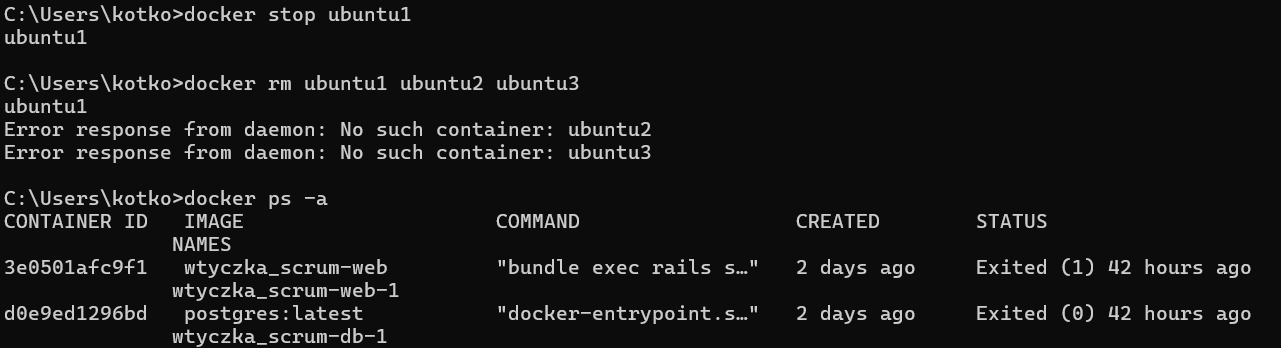 C:\Users\kotko>docker stop ubuntu1
ubuntu1
C:\Users\kotko>docker rm ubuntu1 ubuntu2 ubuntu3
ubuntu1
Error response from daemon: No such container: ubuntu2
Error response from daemon: No such container: ubuntu3
C:\Users\kotko>docker ps -a
CONTAINER ID   IMAGE                     COMMAND                  CREATED        STATUS
              NAMES
3e0501afc9f1   wtyczka_scrum-web         "bundle exec rails s…"   2 days ago     Exited (1) 42 hours ago
              wtyczka_scrum-web-1
d0e9ed1296bd   postgres:latest           "docker-entrypoint.s…"   2 days ago     Exited (0) 42 hours ago
              wtyczka_scrum-db-1